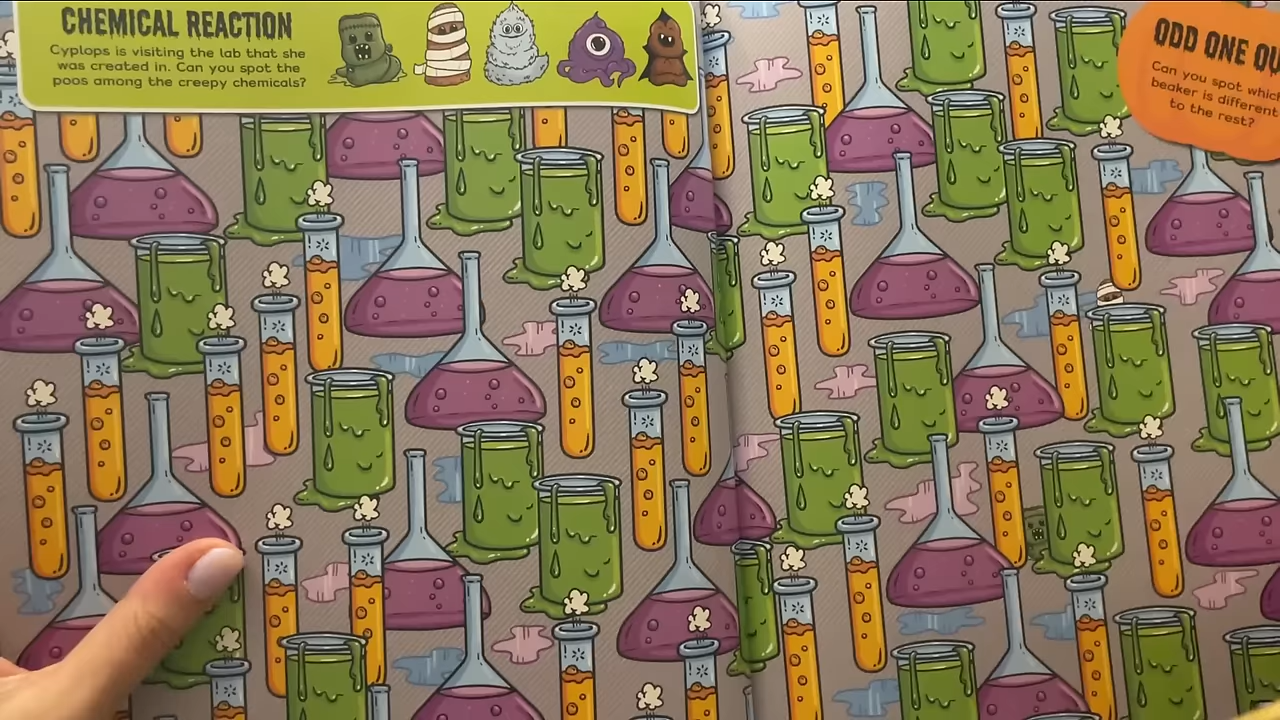 CHEMICAL REACTION
Cyplops is visiting the lab that she
was created in. Can you spot the
poos among the creepy chemicals?
ODD ONE
Can you spot which
beaker is different
to the rest?